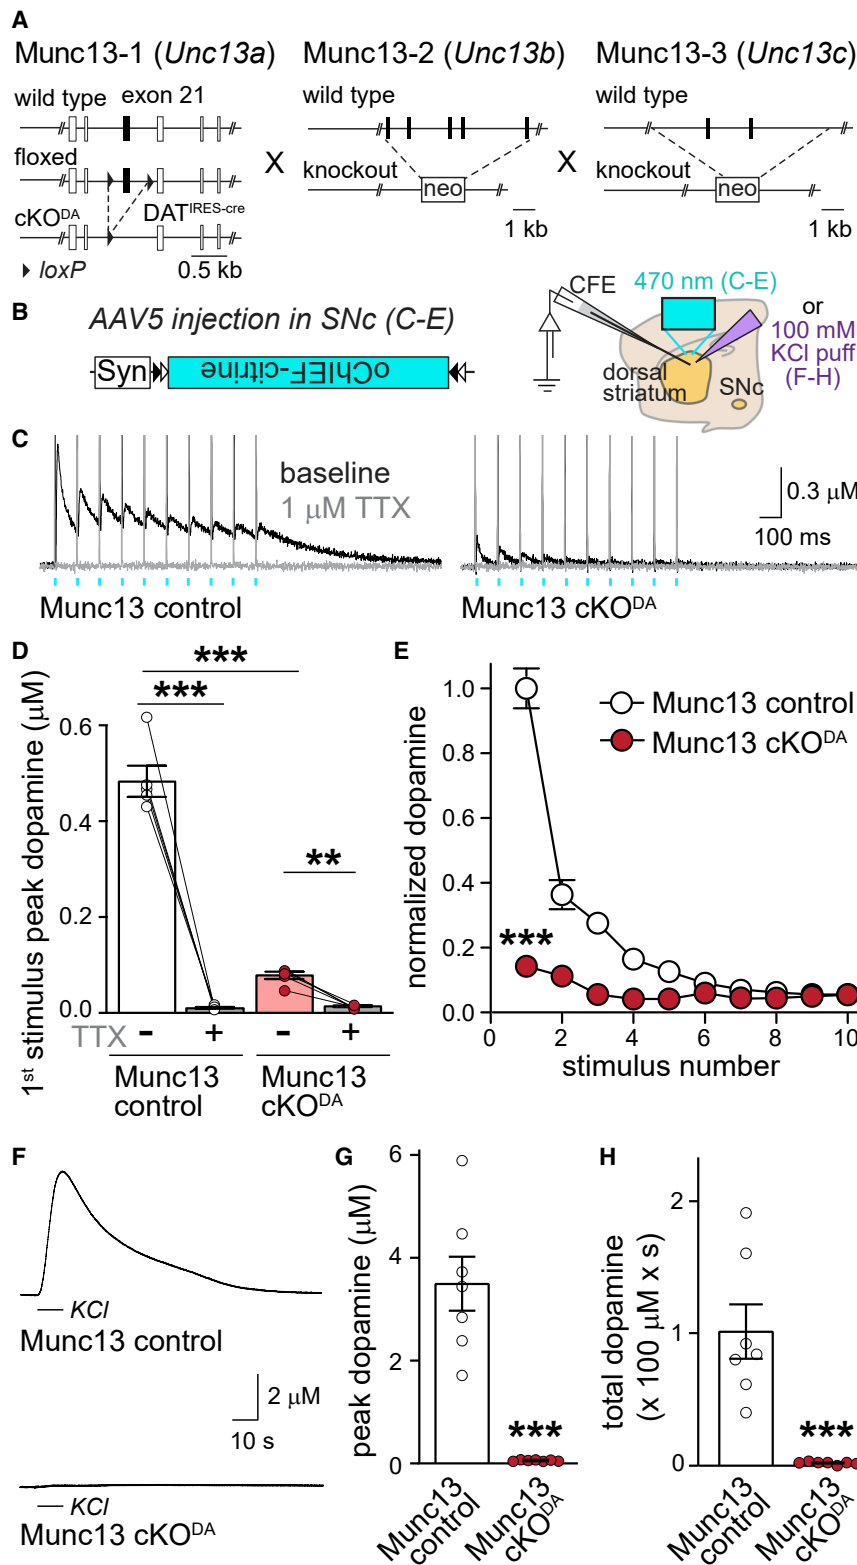 A
Munc13-1 (Unc13a)
Munc13-2 (Unc13b)
Munc13-3 (Unc13c)
wild type
exon 21
wild type
wild type
floxed
X
knockout
neo
X
knockout
neo
cKO^DA
DAT^IRES-cre
1 kb
1 kb
loxP
0.5 kb
B
AAV5 injection in SNc (C-E)
Syn
oChIEF-citrine
CFE
470 nm (C-E)
or
100 mM
KCl puff
(F-H)
dorsal
striatum
SNc
C
baseline
1 μM TTX
0.3 μM
100 ms
Munc13 control
Munc13 cKO^DA
D
***
***
**
1st stimulus peak dopamine (μM)
0.6
0.4
0.2
0.0
TTX - + - +
Munc13
control
Munc13
cKO^DA
E
normalized dopamine
1.0
0.8
0.6
0.4
0.2
0.0
Munc13 control
Munc13 cKO^DA
***
0 2 4 6 8 10
stimulus number
F
KCl
Munc13 control
2 μM
10 s
KCl
Munc13 cKO^DA
G
peak dopamine (μM)
6
4
2
0
***
Munc13
control
Munc13
cKO^DA
H
total dopamine
(x 100 μM x s)
2
1
0
***
Munc13
control
Munc13
cKO^DA